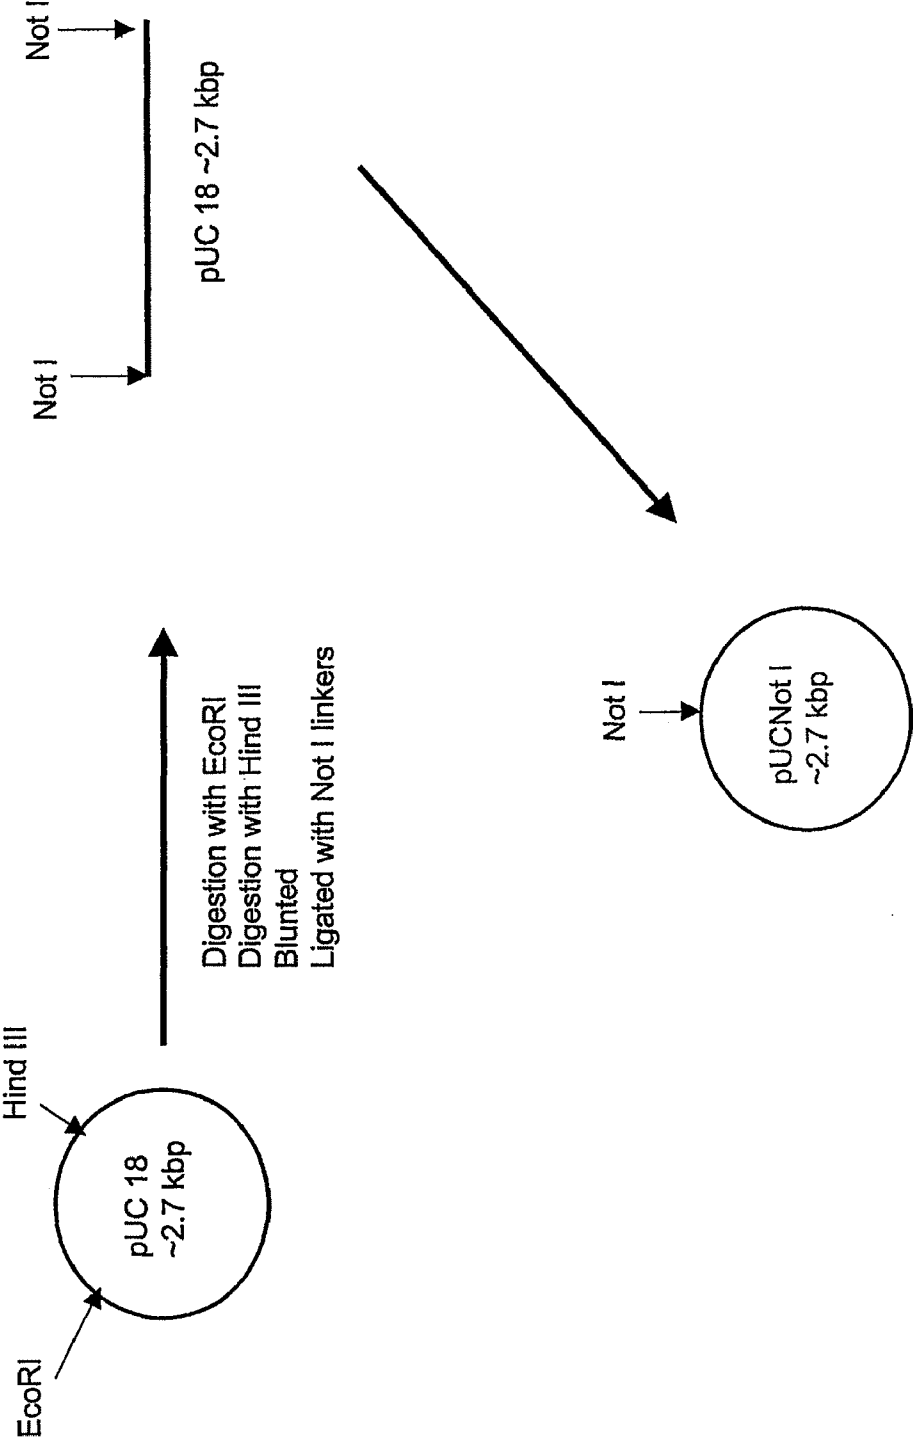 EcoRI
Hind III
pUC 18
~2.7 kbp
Digestion with EcoRI
Digestion with Hind III
Blunted
Ligated with Not I linkers
Not I
Not I
pUC 18 ~2.7 kbp
Not I
pUCNot I
~2.7 kbp